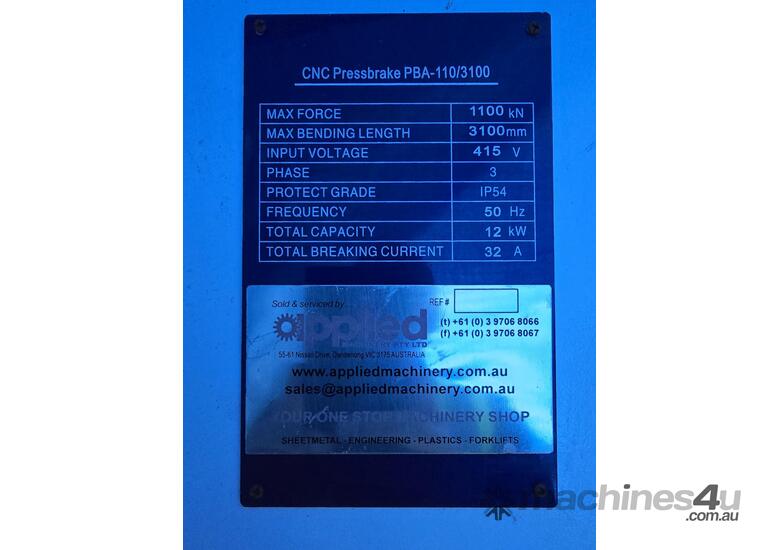 CNC Pressbrake PBA-110/3100
MAX FORCE 1100 kN
MAX BENDING LENGTH 3100 mm
INPUT VOLTAGE 415 V
PHASE 3
PROTECT GRADE IP54
FREQUENCY 50 Hz
TOTAL CAPACITY 12 kW
TOTAL BREAKING CURRENT 32 A
Sold & serviced by
REF #
applied
(t) +61 (0) 3 9706 8066
MACHINERY PTY LTD
(f) +61 (0) 3 9706 8067
55-61 Nissan Drive, Dandenong VIC 3175 AUSTRALIA
www.appliedmachinery.com.au
sales@appliedmachinery.com.au
YOUR ONE STOP MACHINERY SHOP
SHEETMETAL - ENGINEERING - PLASTICS - FORKLIFTS
machines4u
.com.au